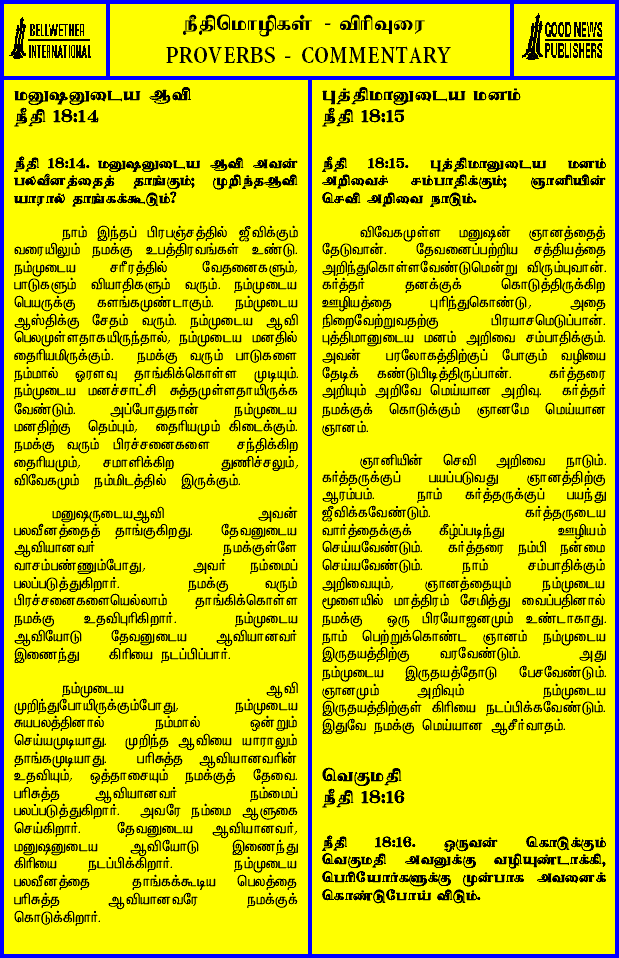 BELLWETHER
INTERNATIONAL
நீதிமொழிகள் - விரிவுரை
PROVERBS - COMMENTARY
GOOD NEWS
PUBLISHERS
மனுஷனுடைய ஆவி
நீதி 18:14
நீதி 18:14. மனுஷனுடைய ஆவி அவன்
பலவீனத்தைத் தாங்கும்; முறிந்தஆவி
யாரால் தாங்கக்கூடும்?
நாம் இந்தப் பிரபஞ்சத்தில் ஜீவிக்கும்
வரையிலும் நமக்கு உபத்திரவங்கள் உண்டு.
நம்முடைய சரீரத்தில் வேதனைகளும்,
பாடுகளும் வியாதிகளும் வரும். நம்முடைய
பெயருக்கு களங்கமுண்டாகும். நம்முடைய
ஆஸ்திக்கு சேதம் வரும். நம்முடைய ஆவி
பெலமுள்ளதாகயிருந்தால், நம்முடைய மனதில்
தைரியமிருக்கும். நமக்கு வரும் பாடுகளை
நம்மால் ஓரளவு தாங்கிக்கொள்ள முடியும்.
நம்முடைய மனச்சாட்சி சுத்தமுள்ளதாயிருக்க
வேண்டும். அப்போதுதான் நம்முடைய
மனதிற்கு தெம்பும், தைரியமும் கிடைக்கும்.
நமக்கு வரும் பிரச்சனைகளை சந்திக்கிற
தைரியமும், சமாளிக்கிற துணிச்சலும்,
விவேகமும் நம்மிடத்தில் இருக்கும்.
மனுஷருடையஆவி அவன்
பலவீனத்தைத் தாங்குகிறது. தேவனுடைய
ஆவியானவர் நமக்குள்ளே
வாசம்பண்ணும்போது, அவர் நம்மைப்
பலப்படுத்துகிறார். நமக்கு வரும்
பிரச்சனைகளையெல்லாம் தாங்கிக்கொள்ள
நமக்கு உதவிபுரிகிறார். நம்முடைய
ஆவியோடு தேவனுடைய ஆவியானவர்
இணைந்து கிரியை நடப்பிப்பார்.
நம்முடைய ஆவி
முறிந்துபோயிருக்கும்போது, நம்முடைய
சுயபலத்தினால் நம்மால் ஒன்றும்
செய்யமுடியாது. முறிந்த ஆவியை யாராலும்
தாங்கமுடியாது. பரிசுத்த ஆவியானவரின்
உதவியும், ஒத்தாசையும் நமக்குத் தேவை.
பரிசுத்த ஆவியானவர் நம்மைப்
பலப்படுத்துகிறார். அவரே நம்மை ஆளுகை
செய்கிறார். தேவனுடைய ஆவியானவர்,
மனுஷனுடைய ஆவியோடு இணைந்து
கிரியை நடப்பிக்கிறார். நம்முடைய
பலவீனத்தை தாங்கக்கூடிய பெலத்தை
பரிசுத்த ஆவியானவரே நமக்குக்
கொடுக்கிறார்.
புத்திமானுடைய மனம்
நீதி 18:15
நீதி 18:15. புத்திமானுடைய மனம்
அறிவைச் சம்பாதிக்கும்; ஞானியின்
செவி அறிவை நாடும்.
விவேகமுள்ள மனுஷன் ஞானத்தைத்
தேடுவான். தேவனைப்பற்றிய சத்தியத்தை
அறிந்துகொள்ளவேண்டுமென்று விரும்புவான்.
கர்த்தர் தனக்குக் கொடுத்திருக்கிற
ஊழியத்தை புரிந்துகொண்டு, அதை
நிறைவேற்றுவதற்கு பிரயாசமெடுப்பான்.
புத்திமானுடைய மனம் அறிவை சம்பாதிக்கும்.
அவன் பரலோகத்திற்குப் போகும் வழியை
தேடிக் கண்டுபிடித்திருப்பான். கர்த்தரை
அறியும் அறிவே மெய்யான அறிவு. கர்த்தர்
நமக்குக் கொடுக்கும் ஞானமே மெய்யான
ஞானம்.
ஞானியின் செவி அறிவை நாடும்.
கர்த்தருக்குப் பயப்படுவது ஞானத்திற்கு
ஆரம்பம். நாம் கர்த்தருக்குப் பயந்து
ஜீவிக்கவேண்டும். கர்த்தருடைய
வார்த்தைக்குக் கீழ்ப்படிந்து ஊழியம்
செய்யவேண்டும். கர்த்தரை நம்பி நன்மை
செய்யவேண்டும். நாம் சம்பாதிக்கும்
அறிவையும், ஞானத்தையும் நம்முடைய
மூளையில் மாத்திரம் சேமித்து வைப்பதினால்
நமக்கு ஒரு பிரயோஜனமும் உண்டாகாது.
நாம் பெற்றுக்கொண்ட ஞானம் நம்முடைய
இருதயத்திற்கு வரவேண்டும். அது
நம்முடைய இருதயத்தோடு பேசவேண்டும்.
ஞானமும் அறிவும் நம்முடைய
இருதயத்திற்குள் கிரியை நடப்பிக்கவேண்டும்.
இதுவே நமக்கு மெய்யான ஆசீர்வாதம்.
வெகுமதி
நீதி 18:16
நீதி 18:16. ஒருவன் கொடுக்கும்
வெகுமதி அவனுக்கு வழியுண்டாக்கி,
பெரியோர்களுக்கு முன்பாக அவனைக்
கொண்டுபோய் விடும்.